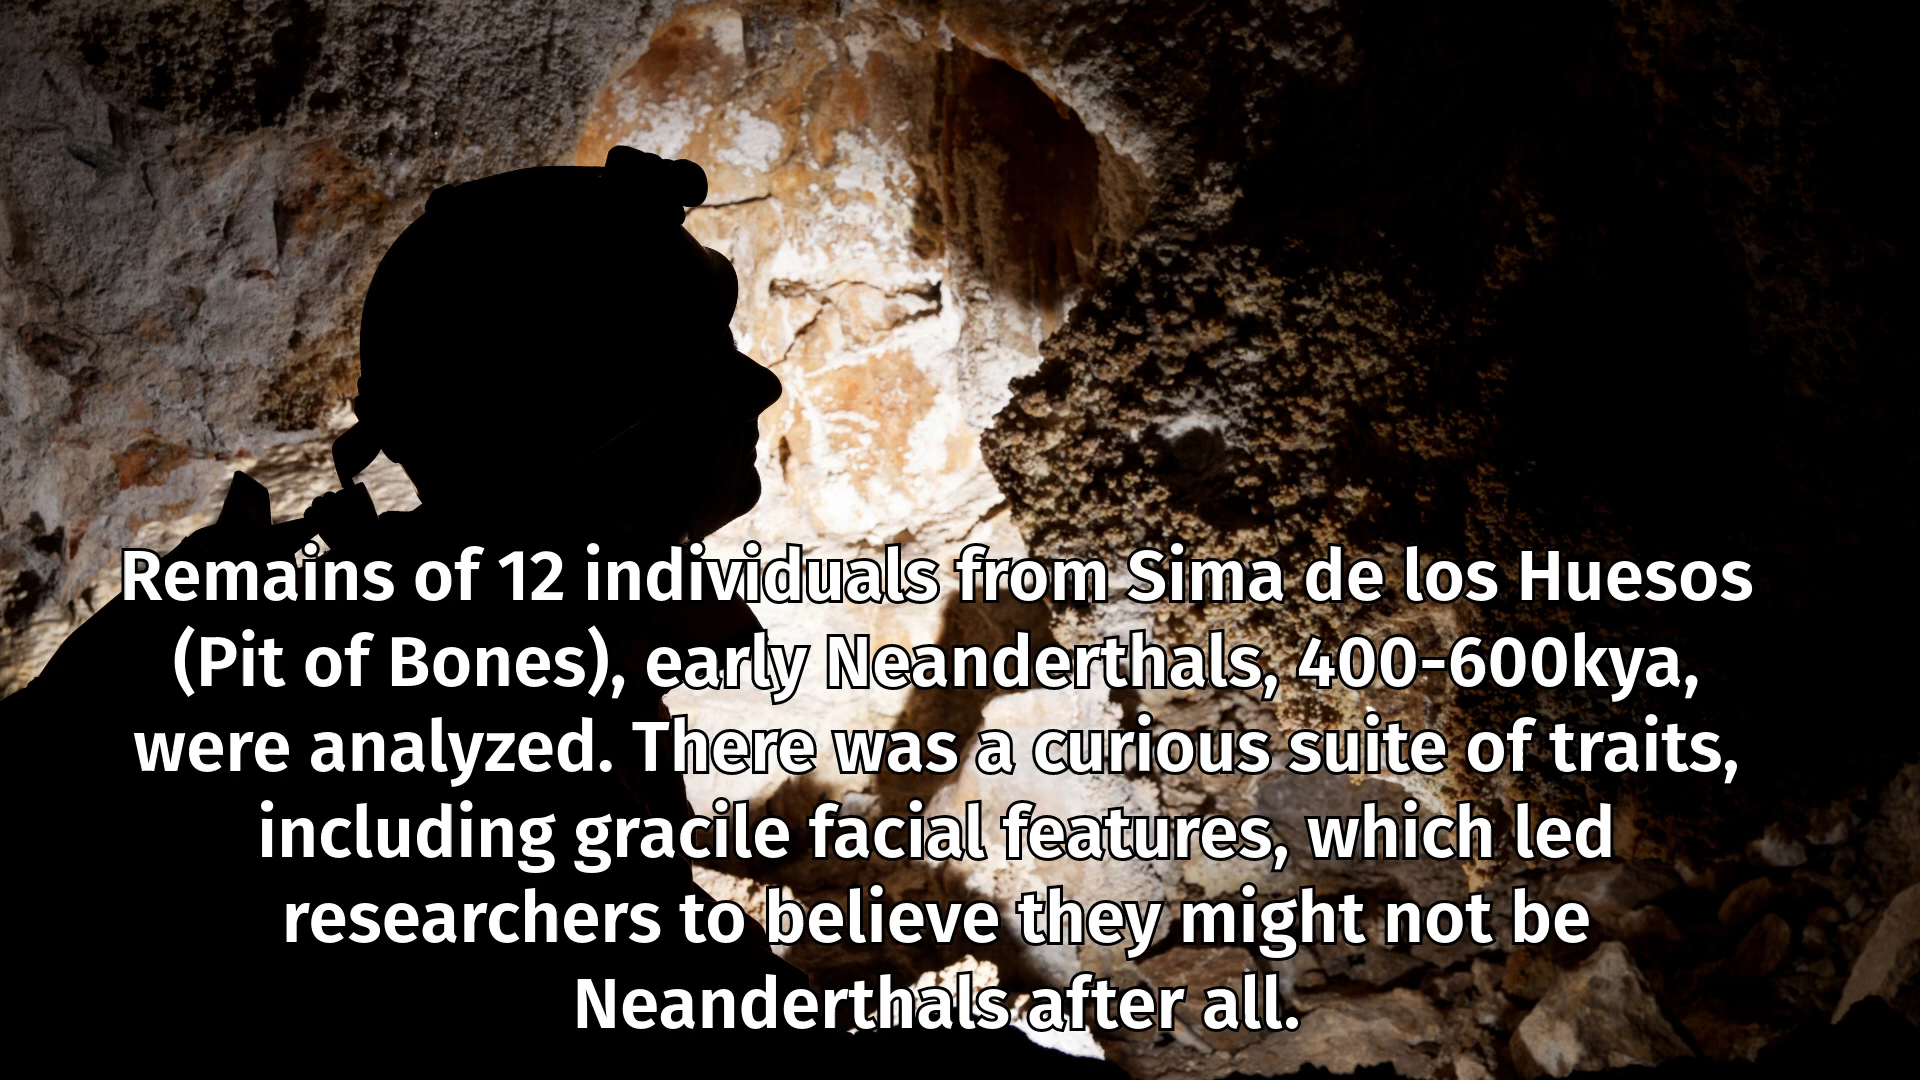 Remains of 12 individuals from Sima de los Huesos
(Pit of Bones), early Neanderthals, 400-600kya,
were analyzed. There was a curious suite of traits,
including gracile facial features, which led
researchers to believe they might not be
Neanderthals after all.